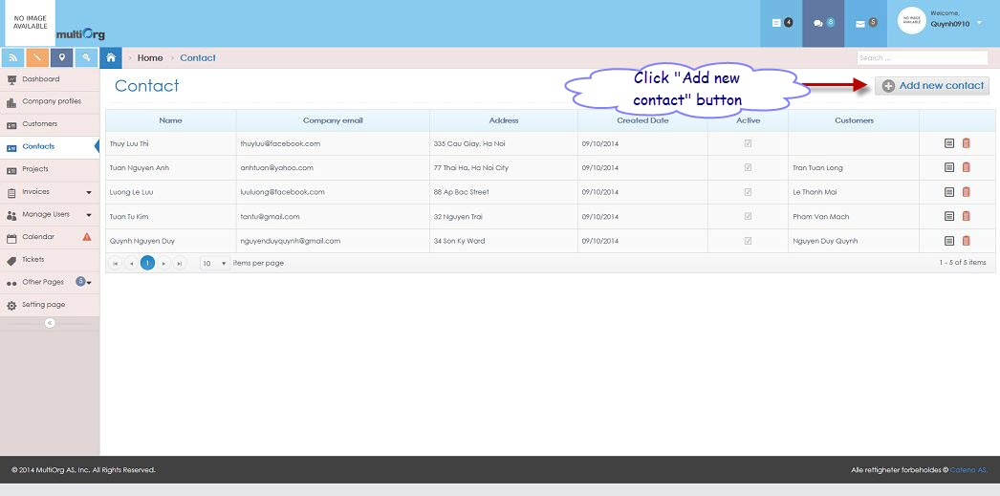 NO IMAGE
AVAILABLE
multiOrg
4
8
5
NO IMAGE
AVAILABLE
Welcome,
Quynh0910
Home
Contact
Search ...
Dashboard
Company profiles
Customers
Contacts
Projects
Invoices
Manage Users
Calendar
Tickets
Other Pages 5
Setting page
Contact
Click "Add new
contact" button
Add new contact
Name Company email Address Created Date Active Customers
Thuy Luu Thi thuyluu@facebook.com 335 Cau Giay, Ha Noi 09/10/2014
Tuan Nguyen Anh anhtuan@yahoo.com 77 Thai Ha, Ha Noi City 09/10/2014 Tran Tuan Long
Luong Le Luu luuluong@facebook.com 88 Ap Bac Street 09/10/2014 Le Thanh Mai
Tuan Tu Kim tantu@gmail.com 32 Nguyen Trai 09/10/2014 Pham Van Mach
Quynh Nguyen Duy nguyenduyquynh@gmail.com 34 Son Ky Ward 09/10/2014 Nguyen Duy Quynh
1 10 items per page 1 - 5 of 5 items
© 2014 MultiOrg AS, Inc. All Rights Reserved. Alle rettigheter forbeholdes © Catena AS.